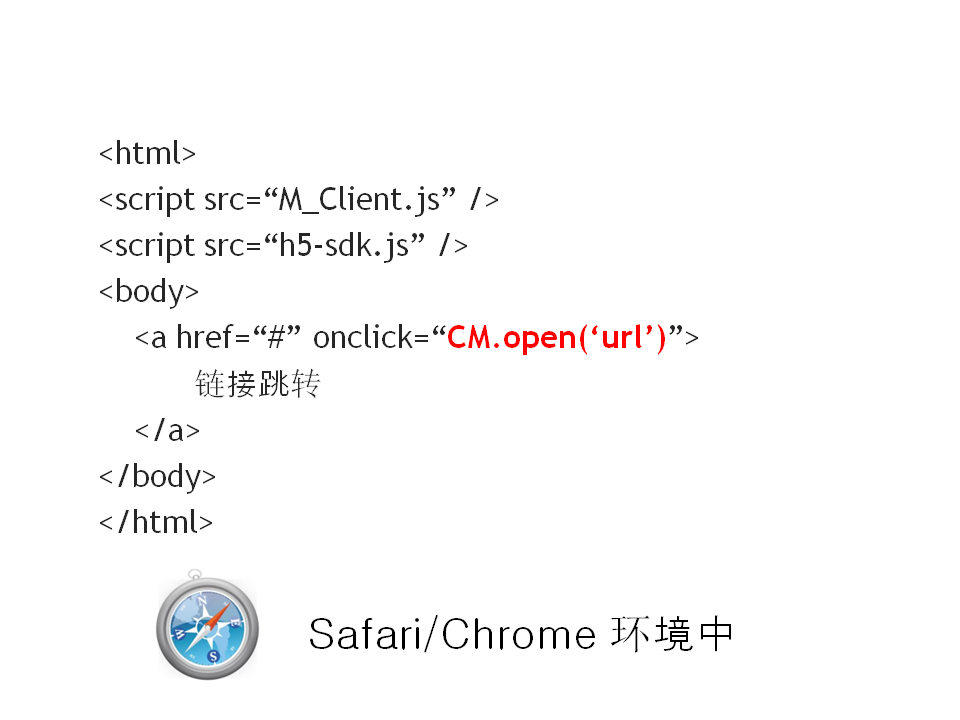 <html>
<script src=“M_Client.js” />
<script src=“h5-sdk.js” />
<body>
<a href=“#” onclick=“CM.open(‘url’)”>
链接跳转
</a>
</body>
</html>
N
W
E
S
Safari/Chrome 环境中